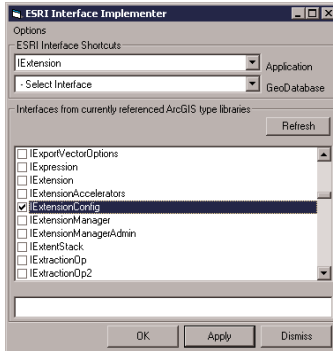 ESRI Interface Implementer
Options
ESRI Interface Shortcuts
IExtension
Application
- Select Interface
GeoDatabase
Interfaces from currently referenced ArcGIS type libraries
Refresh
IExportVectorOptions
IExpression
IExtension
IExtensionAccelerators
IExtensionConfig
IExtensionManager
IExtensionManagerAdmin
IExtentStack
IExtractionOp
IExtractionOp2
OK Apply Dismiss